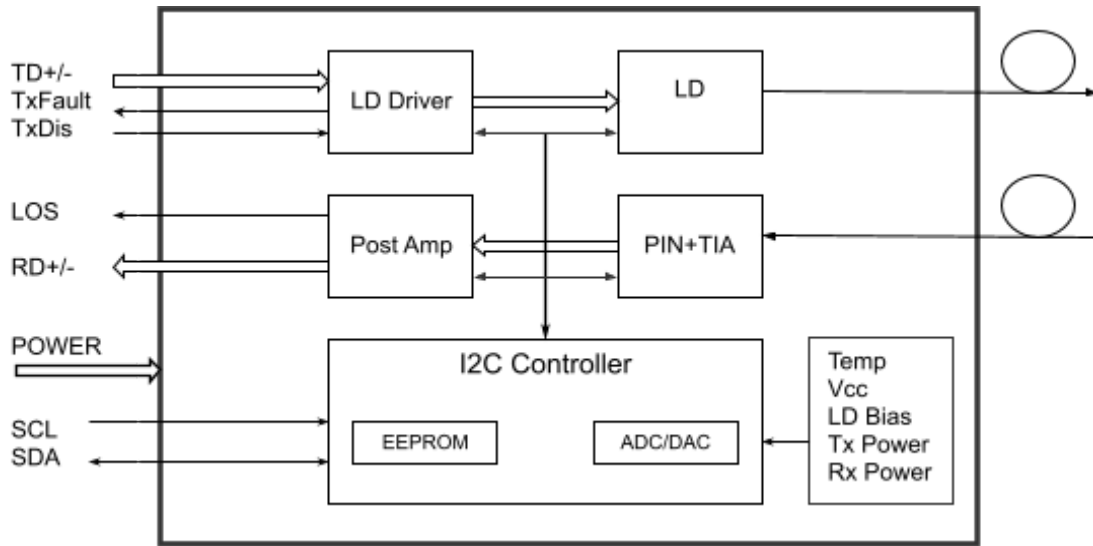 TD+/-
TxFault
TxDis
LD Driver
LD
LOS
RD+/-
Post Amp
PIN+TIA
POWER
SCL
SDA
I2C Controller
EEPROM
ADC/DAC
Temp
Vcc
LD Bias
Tx Power
Rx Power